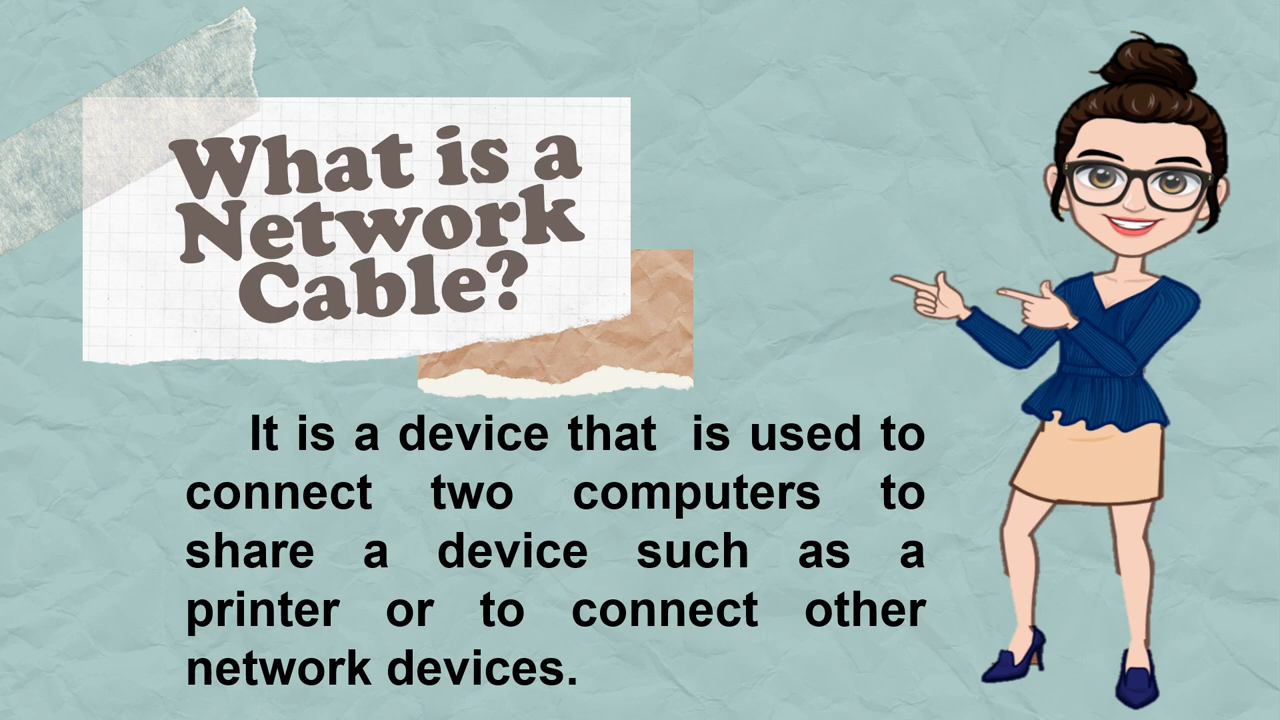 What is a
Network
Cable?
It is a device that  is used to
connect two computers to
share a device such as a
printer or to connect other
network devices.